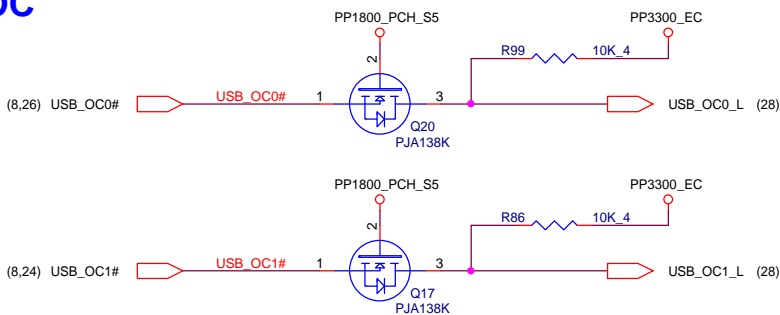 OC
PP1800_PCH_S5
PP3300_EC
2
R99
10K_4
(8,26)
USB_OC0#
USB_OC0#
1
3
USB_OC0_L
(28)
Q20
PJA138K
PP1800_PCH_S5
PP3300_EC
2
R86
10K_4
(8,24)
USB_OC1#
USB_OC1#
1
3
USB_OC1_L
(28)
Q17
PJA138K